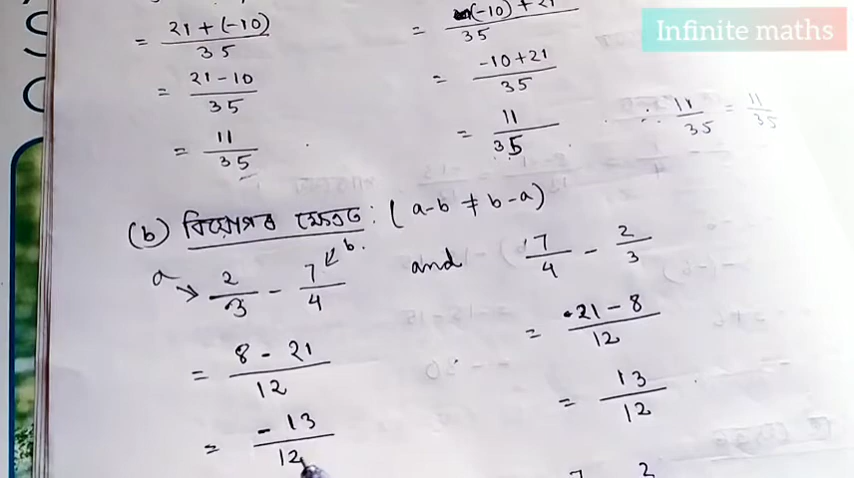 Infinite maths
= 21 + (-10) / 35
= (-10) + 21 / 35
= 21 - 10 / 35
= -10 + 21 / 35
= 11 / 35
= 11 / 35
∴ 11 / 35 = 11 / 35
(b) বিয়োগৰ ক্ষেত্ৰত : ( a-b ≠ b-a)
a → 2 / 3 - 7 / 4 ← b.
and 7 / 4 - 2 / 3
= 8 - 21 / 12
= 21 - 8 / 12
= -13 / 12
= 13 / 12